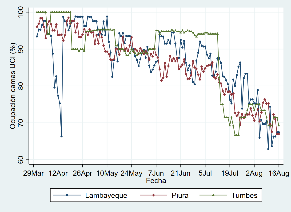 Ocupación camas UCI (%)
100
90
80
70
60
29Mar 12Apr 26Apr 10May 24May 7Jun 21Jun 5Jul 19Jul 2Aug 16Aug
Fecha
Lambayeque Piura Tumbes